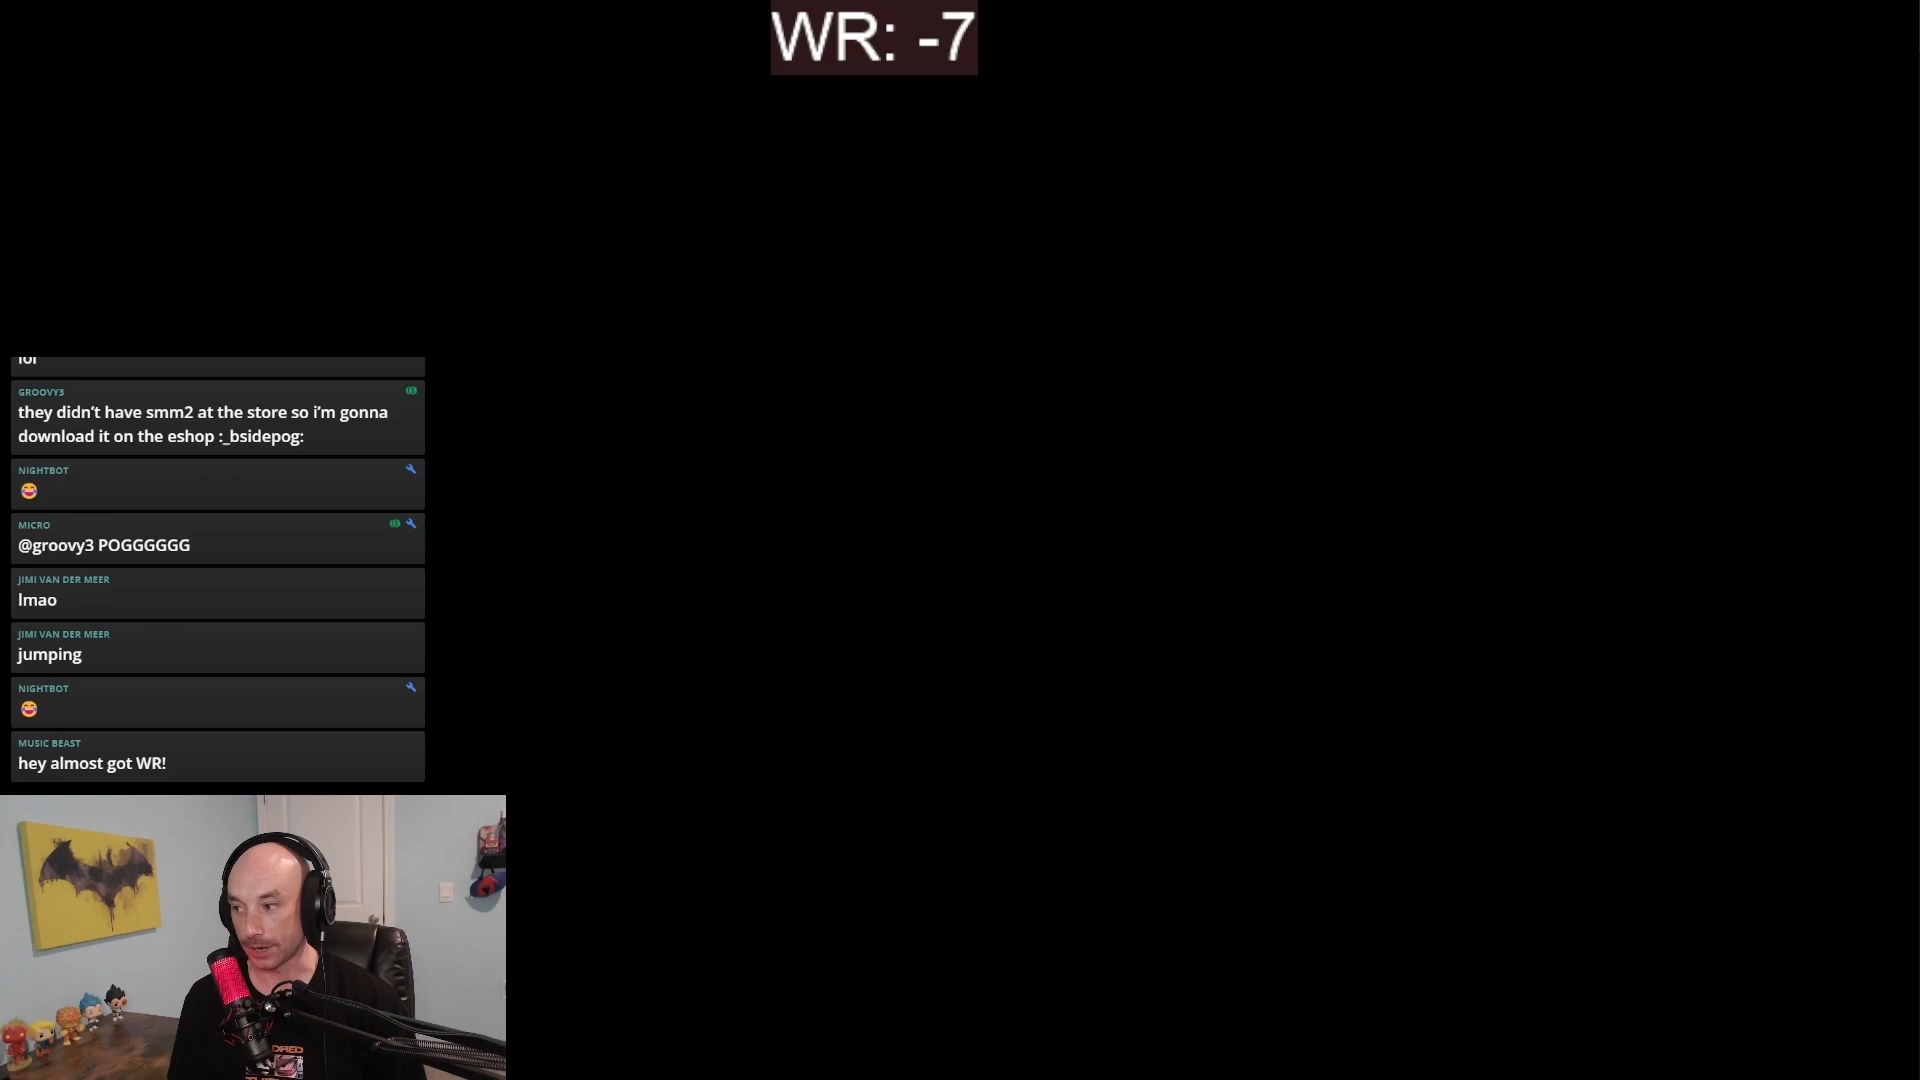 WR: -7
lol
GROOVY3
they didn't have smm2 at the store so i'm gonna
download it on the eshop :_bsidepog:
NIGHTBOT
MICRO
@groovy3 POGGGGGG
JIMI VAN DER MEER
lmao
JIMI VAN DER MEER
jumping
NIGHTBOT
MUSIC BEAST
hey almost got WR!